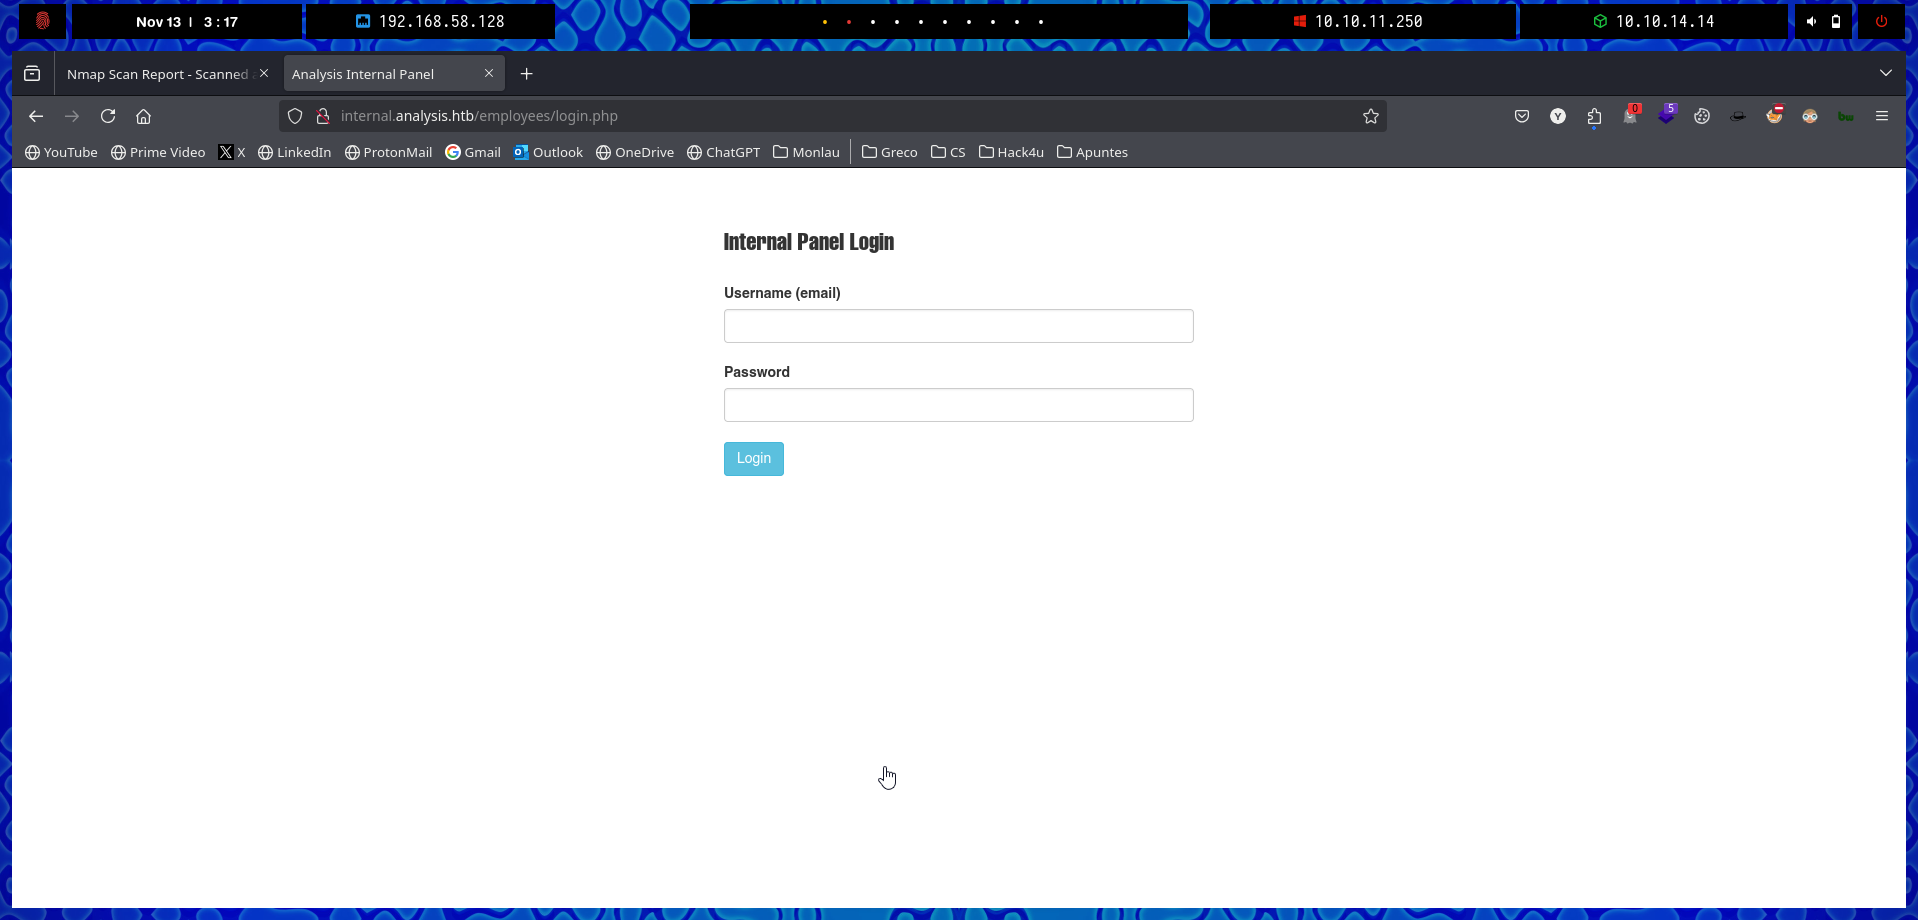 Nov 13 | 3:17 192.168.58.128 10.10.11.250 10.10.14.14
Nmap Scan Report - Scanned Analysis Internal Panel
internal.analysis.htb/employees/login.php Y 0 5
YouTube Prime Video X LinkedIn ProtonMail Gmail Outlook OneDrive ChatGPT Monlau Greco CS Hack4u Apuntes
Internal Panel Login
Username (email)
Password
Login